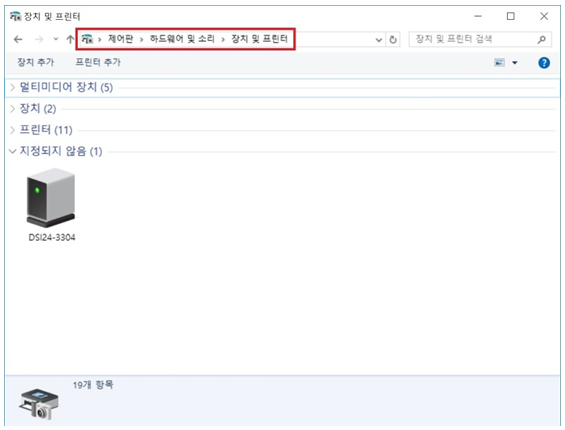 장치 및 프린터
제어판 › 하드웨어 및 소리 › 장치 및 프린터
장치 및 프린터 검색
장치 추가 프린터 추가
멀티미디어 장치 (5)
장치 (2)
프린터 (11)
지정되지 않음 (1)
DSI24-3304
19개 항목